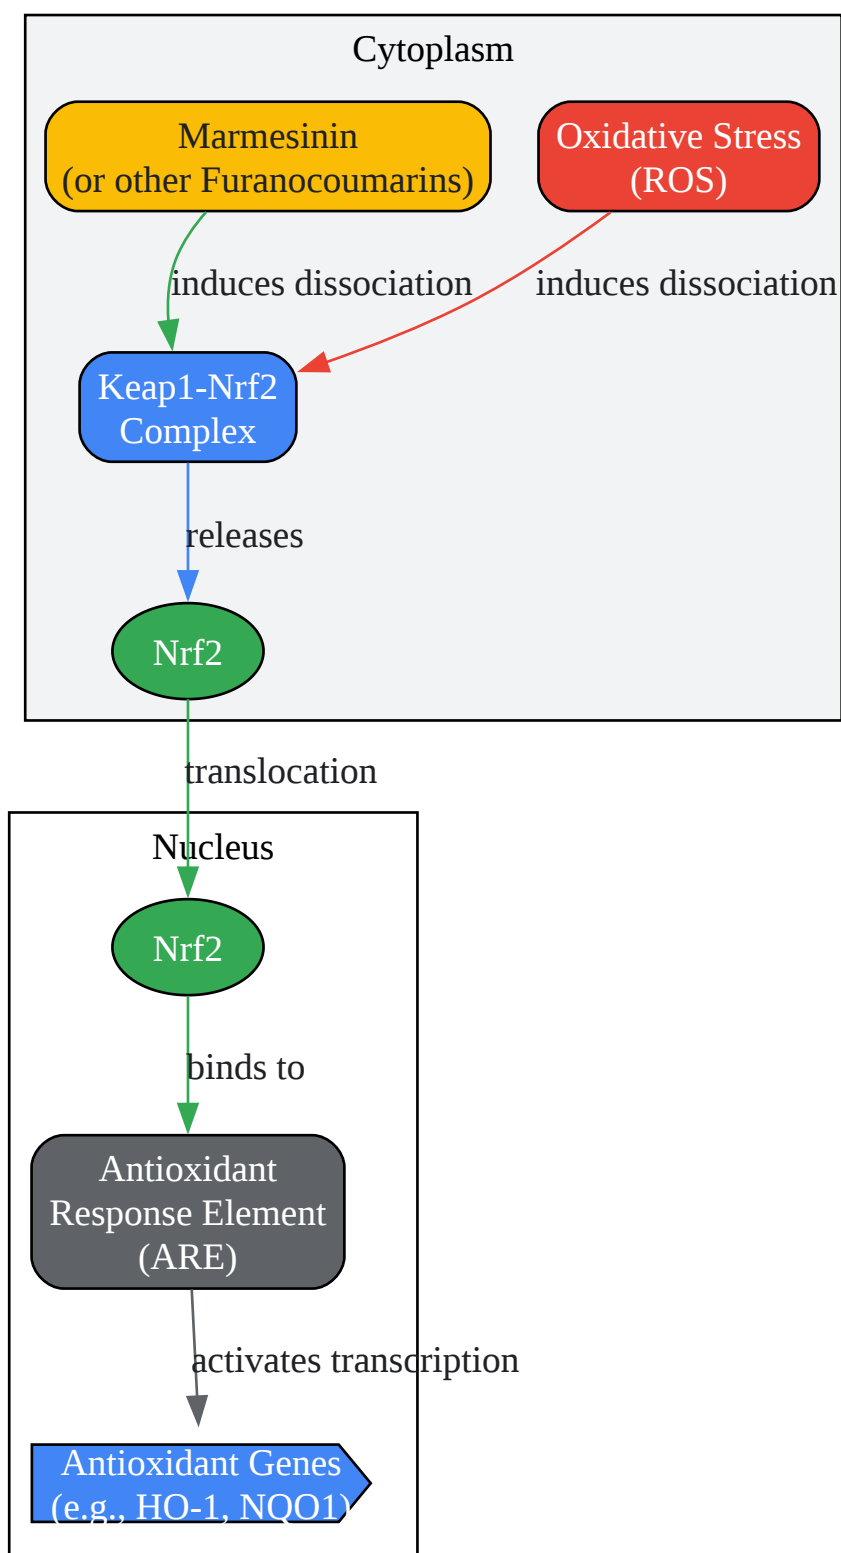 Cytoplasm
Marmesinin
(or other Furanocoumarins)
Oxidative Stress
(ROS)
induces dissociation
induces dissociation
Keap1-Nrf2
Complex
releases
Nrf2
translocation
Nucleus
Nrf2
binds to
Antioxidant
Response Element
(ARE)
activates transcription
Antioxidant Genes
(e.g., HO-1, NQO1)